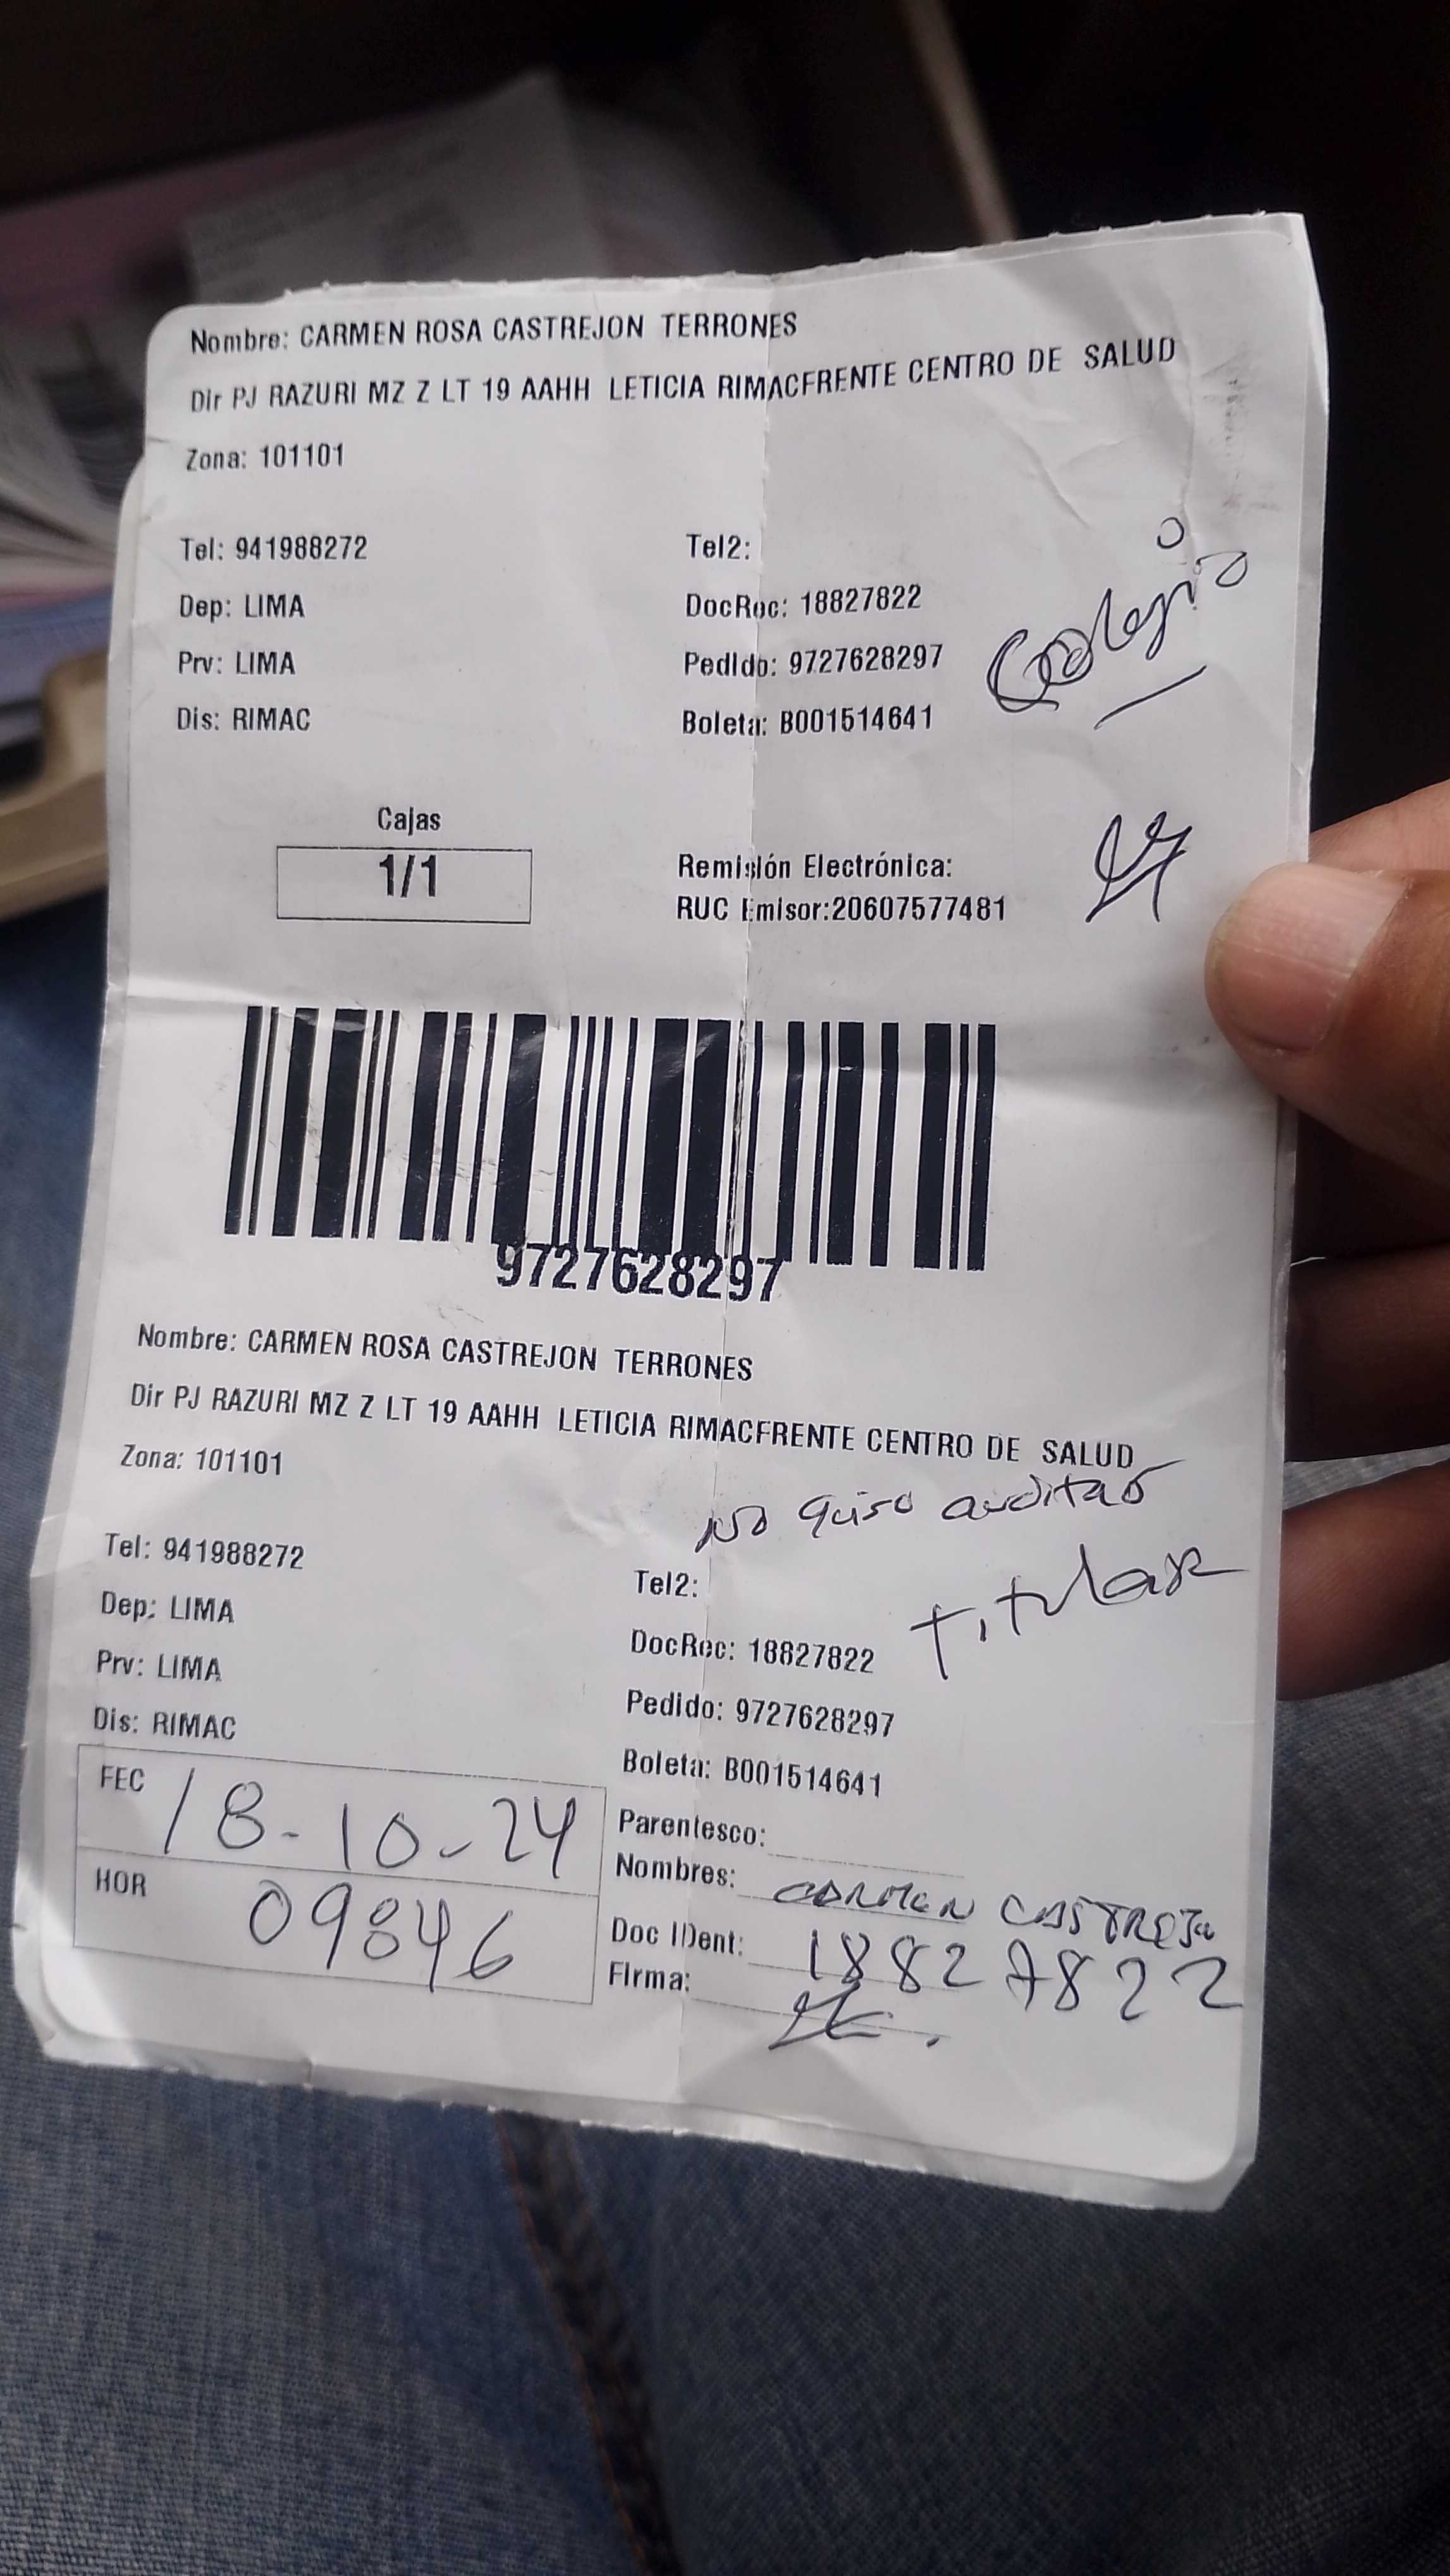 Nombre: CARMEN ROSA CASTREJON TERRONES
Dir PJ RAZURI MZ Z LT 19 AAHH LETICIA RIMACFRENTE CENTRO DE SALUD
Zona: 101101
Tel: 941988272 Tel2:
Dep: LIMA DocRec: 18827822
Prv: LIMA Pedido: 9727628297
Colegio
Dis: RIMAC Boleta: B001514641
Cajas
1/1
Remisión Electrónica:
RUC Emisor:20607577481
9727628297
Nombre: CARMEN ROSA CASTREJON TERRONES
Dir PJ RAZURI MZ Z LT 19 AAHH LETICIA RIMACFRENTE CENTRO DE SALUD
Zona: 101101
No quiso
Tel: 941988272 Tel2:
titular
Dep: LIMA DocRec: 18827822
Prv: LIMA Pedido: 9727628297
Dis: RIMAC Boleta: B001514641
FEC 18-10-24
Parentesco:
Nombres: CARMEN
HOR 09846
Doc IDent: 18827822
Firma: